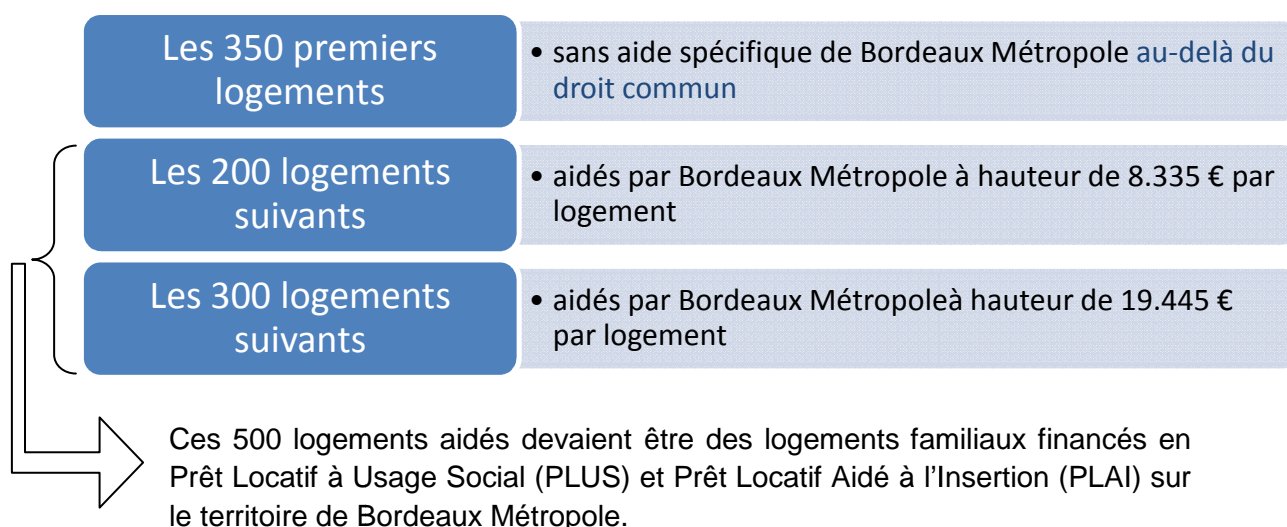 Les 350 premiers
logements
• sans aide spécifique de Bordeaux Métropole au-delà du
droit commun
Les 200 logements
suivants
• aidés par Bordeaux Métropole à hauteur de 8.335 € par
logement
Les 300 logements
suivants
• aidés par Bordeaux Métropoleà hauteur de 19.445 €
par logement
Ces 500 logements aidés devaient être des logements familiaux financés en
Prêt Locatif à Usage Social (PLUS) et Prêt Locatif Aidé à l’Insertion (PLAI) sur
le territoire de Bordeaux Métropole.